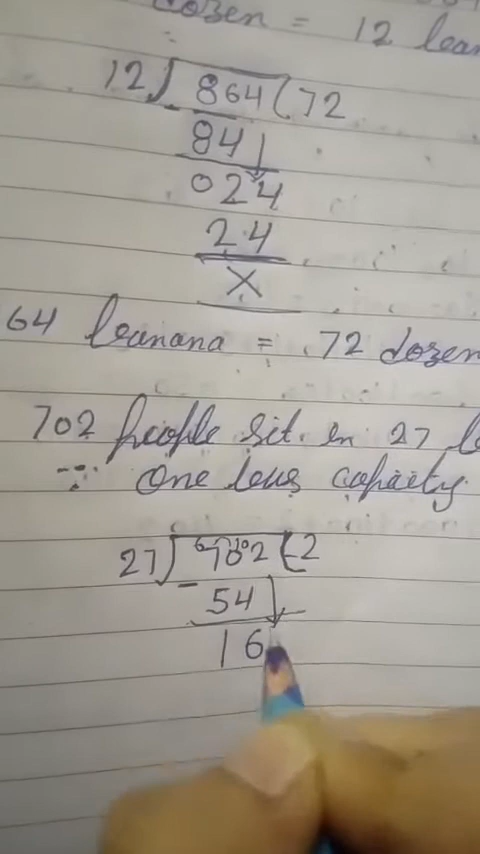 dozen = 12
12) 864 (72
84
024
24
X
64 banana = 72 dozen
702 people sit in 27
∵ One bus capacity
27) 702 (2
54
16